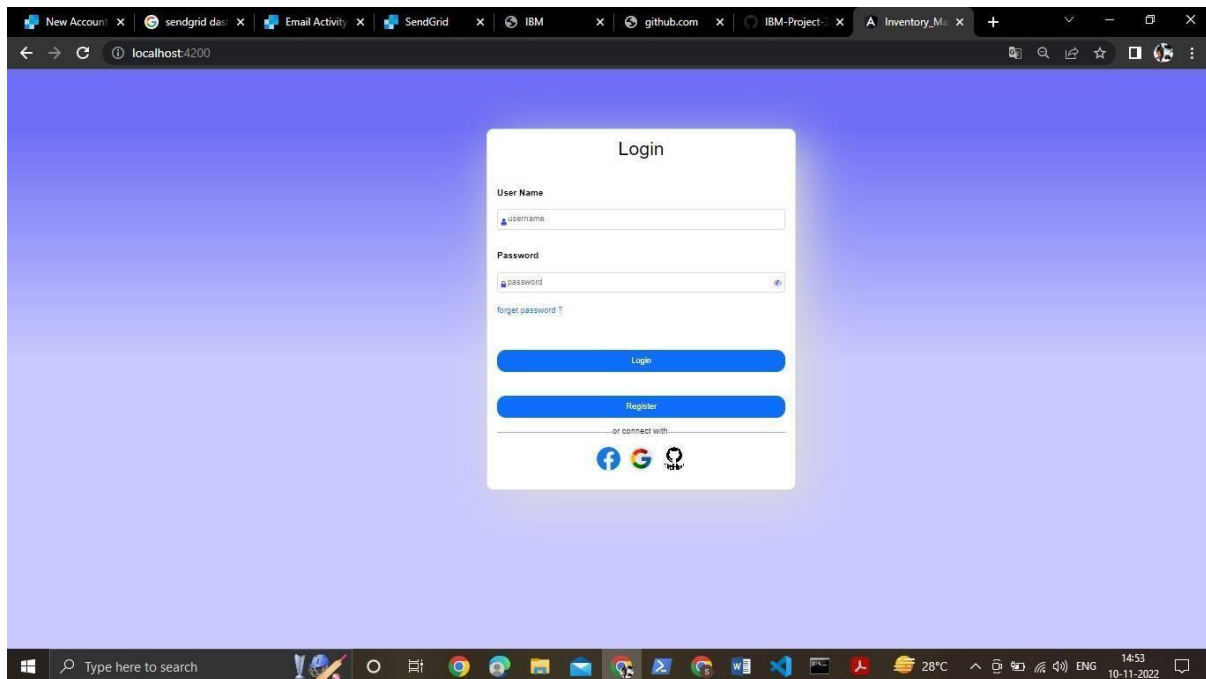 New Account
sendgrid das
Email Activity
SendGrid
IBM
github.com
IBM-Project-3
Inventory_Ma
localhost:4200
Login
User Name
username
Password
password
forget password ?
Login
Register
or connect with
Type here to search
28°C
ENG
14:53
10-11-2022